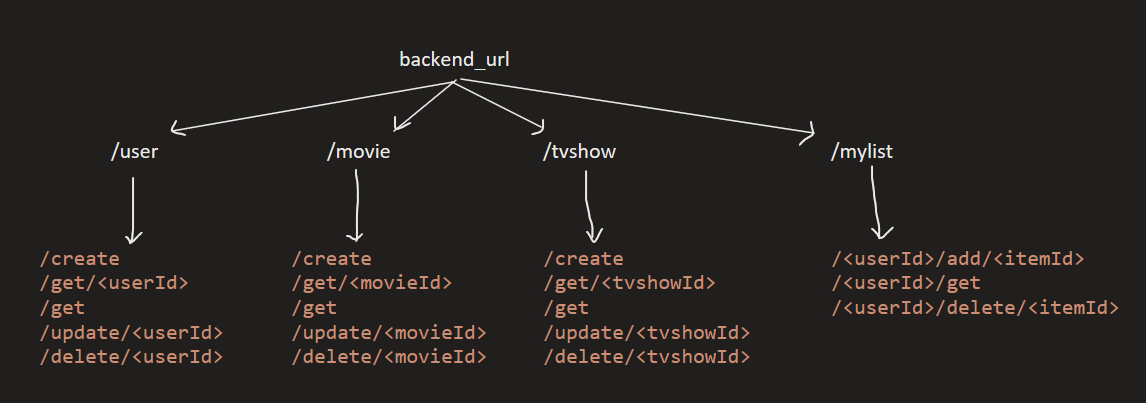 backend_url
/user
/movie
/tvshow
/mylist
/create
/get/<userId>
/get
/update/<userId>
/delete/<userId>
/create
/get/<movieId>
/get
/update/<movieId>
/delete/<movieId>
/create
/get/<tvshowId>
/get
/update/<tvshowId>
/delete/<tvshowId>
/<userId>/add/<itemId>
/<userId>/get
/<userId>/delete/<itemId>